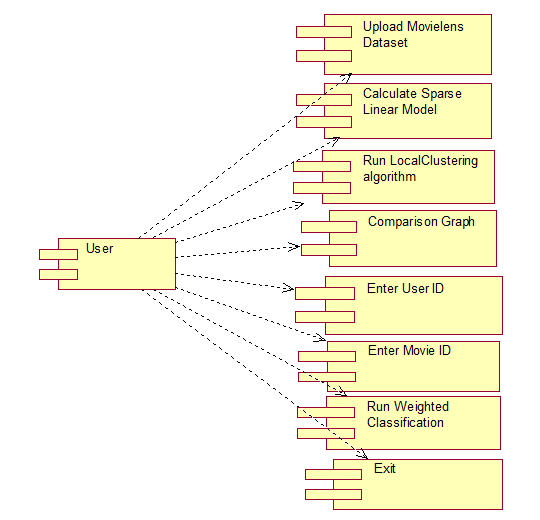 Upload Movielens
Dataset
Calculate Sparse
Linear Model
Run LocalClustering
algorithm
Comparison Graph
User
Enter User ID
Enter Movie ID
Run Weighted
Classification
Exit